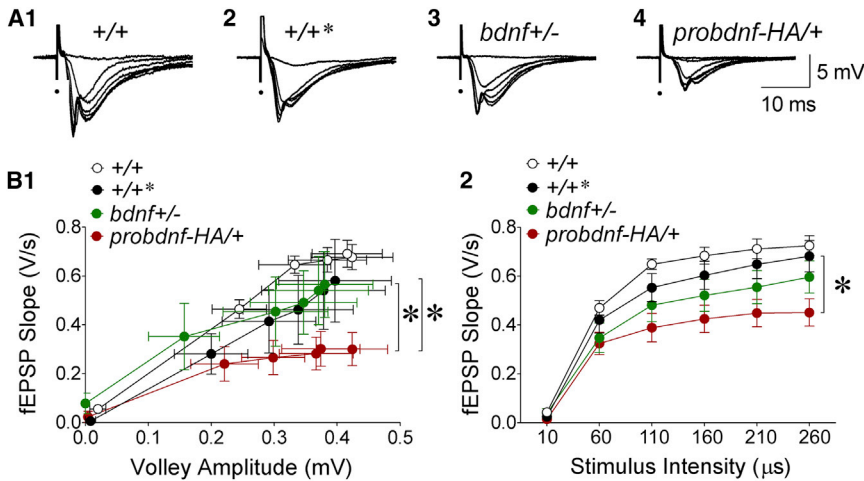 A1 +/+
2 +/+*
3 bdnf+/-
4 probdnf-HA/+
5 mV
10 ms
B1
+/+
+/+*
bdnf+/-
probdnf-HA/+
fEPSP Slope (V/s)
0.8
0.6
0.4
0.2
0.0
0.0 0.1 0.2 0.3 0.4 0.5
Volley Amplitude (mV)
* *
2
+/+
+/+*
bdnf+/-
probdnf-HA/+
fEPSP Slope (V/s)
0.8
0.6
0.4
0.2
0.0
10 60 110 160 210 260
Stimulus Intensity (μs)
*